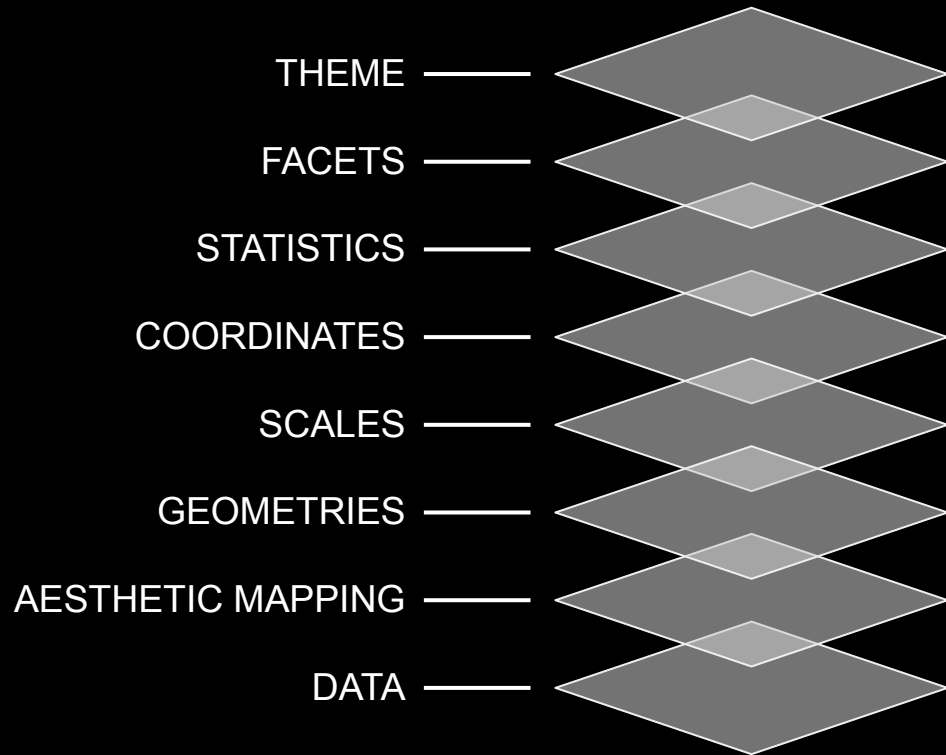 THEME
FACETS
STATISTICS
COORDINATES
SCALES
GEOMETRIES
AESTHETIC MAPPING
DATA